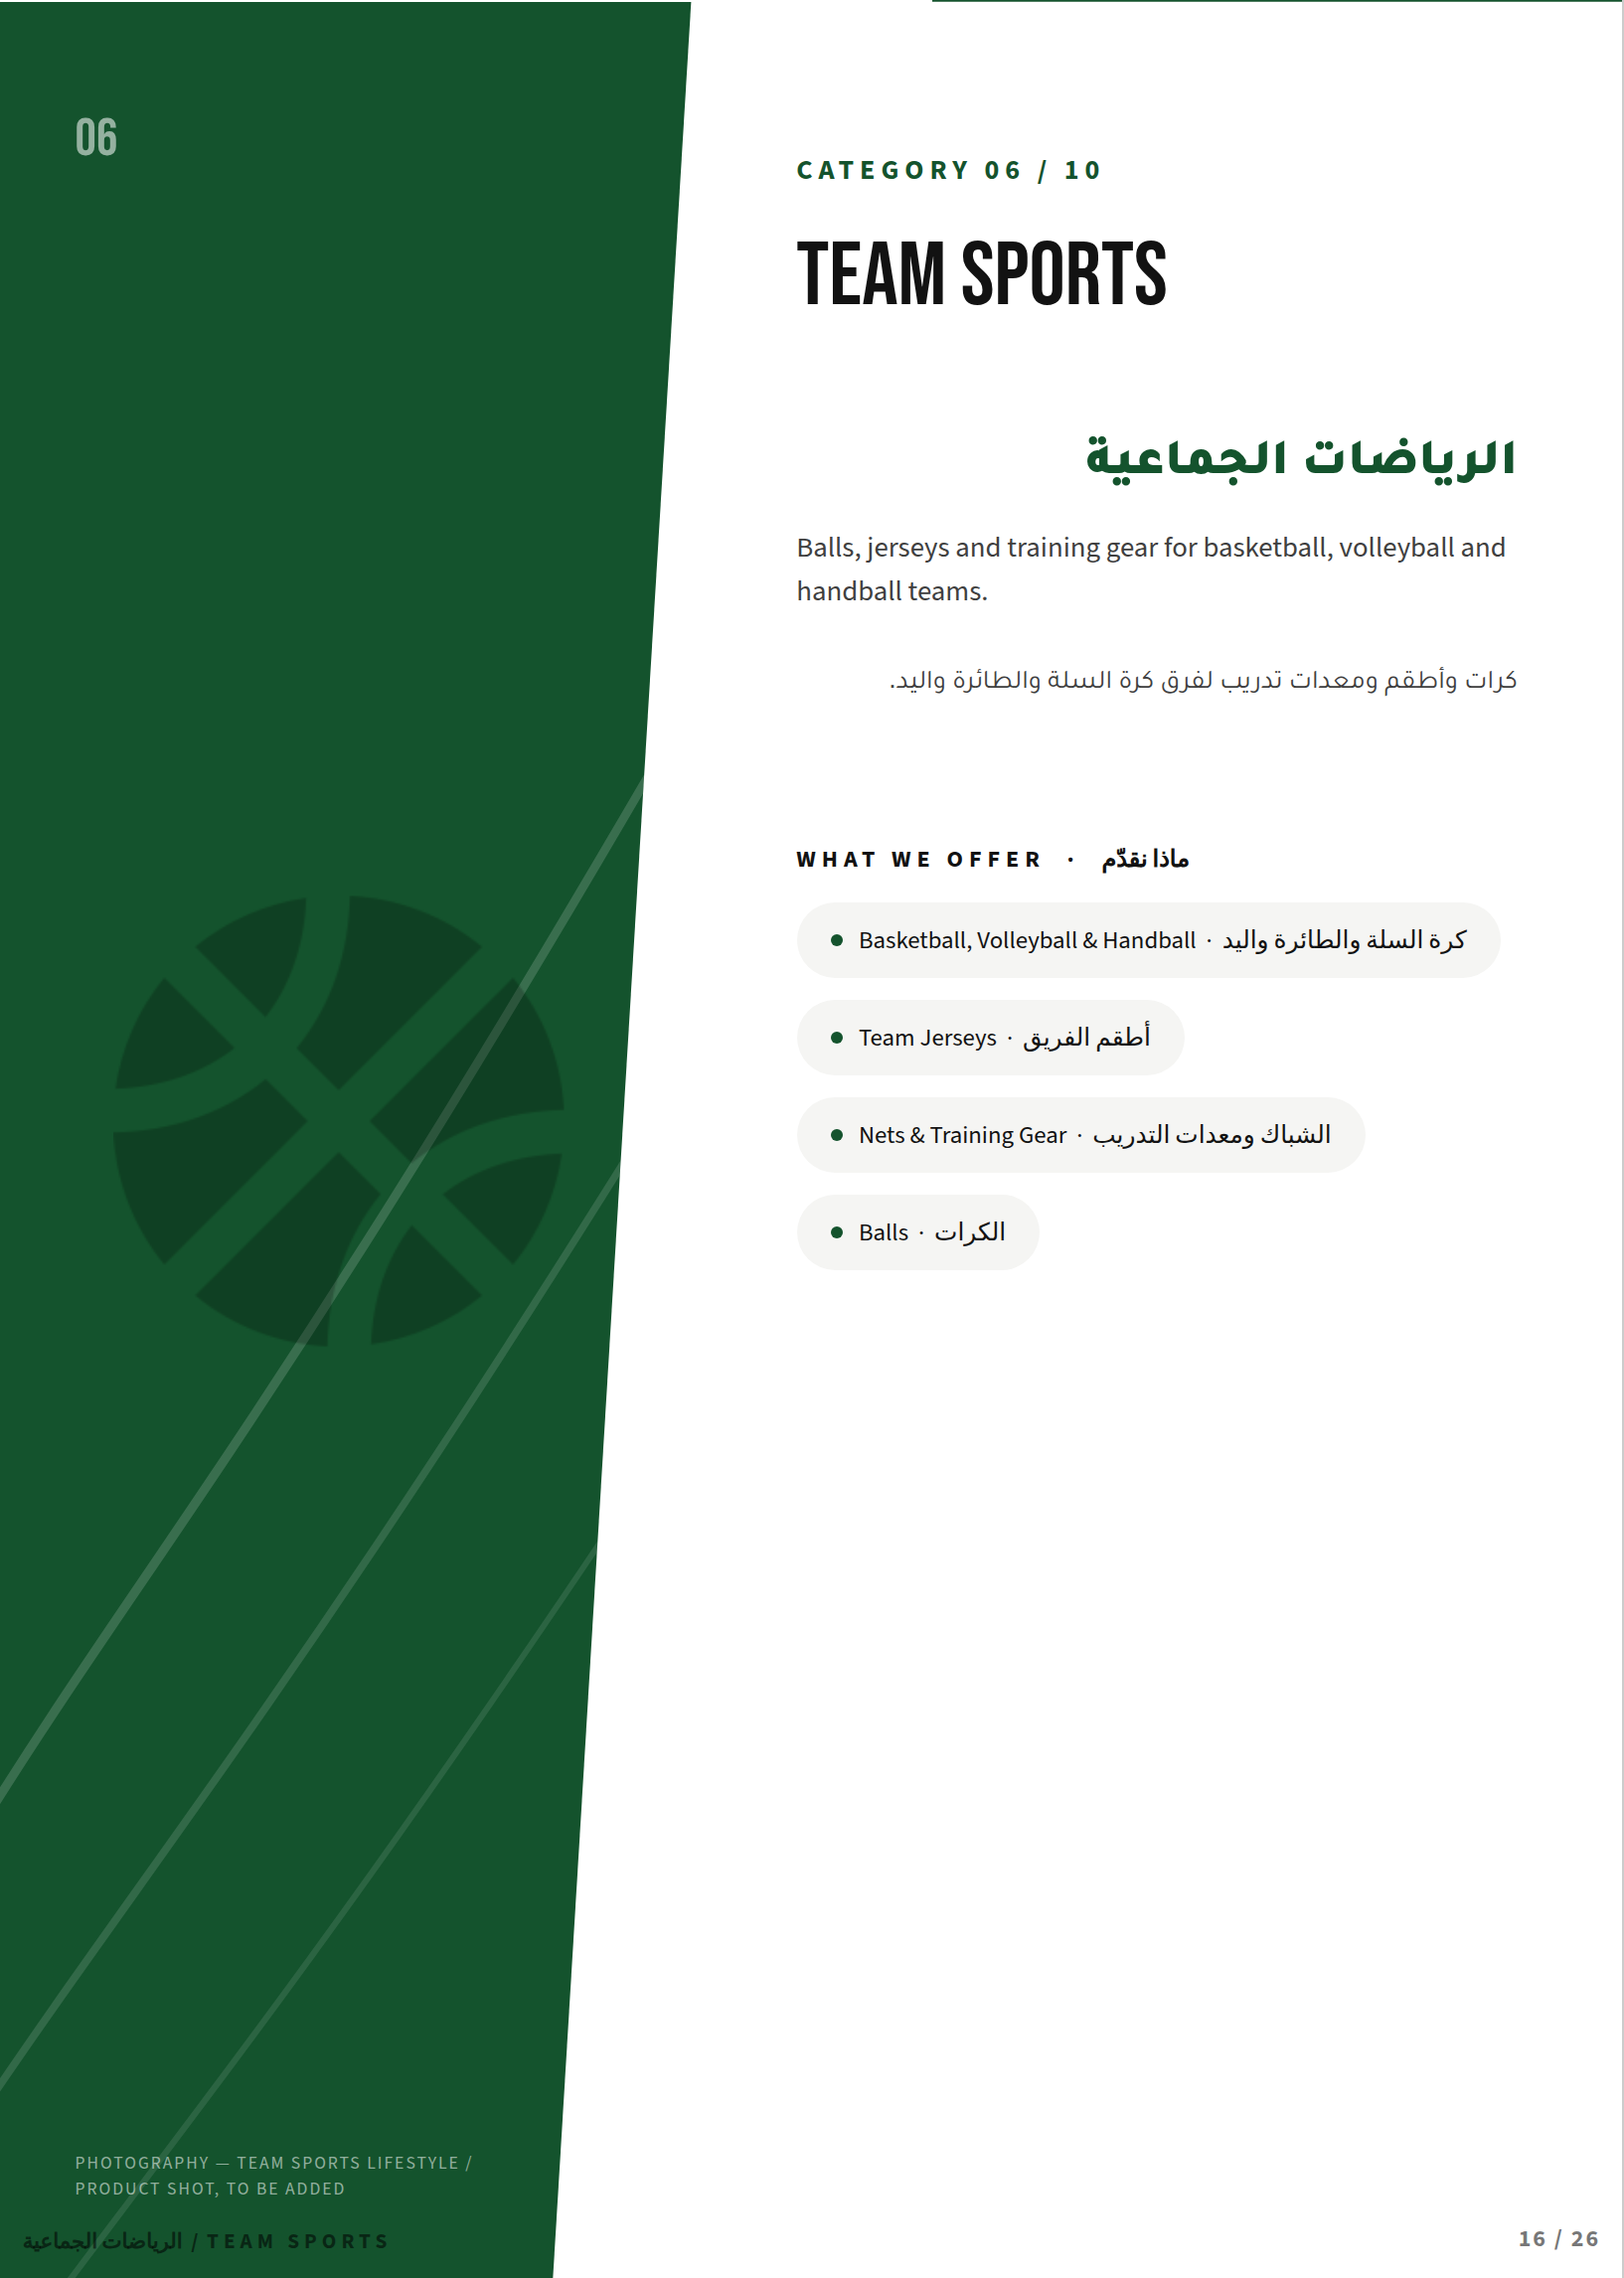 06
CATEGORY 06 / 10
TEAM SPORTS
الرياضات الجماعية
Balls, jerseys and training gear for basketball, volleyball and
handball teams.
كرات وأطقم ومعدات تدريب لفرق كرة السلة والطائرة واليد.
WHAT WE OFFER · ماذا نقدّم
Basketball, Volleyball & Handball · كرة السلة والطائرة واليد
Team Jerseys · أطقم الفريق
Nets & Training Gear · الشباك ومعدات التدريب
Balls · الكرات
PHOTOGRAPHY — TEAM SPORTS LIFESTYLE /
PRODUCT SHOT, TO BE ADDED
الرياضات الجماعية / TEAM SPORTS
16 / 26